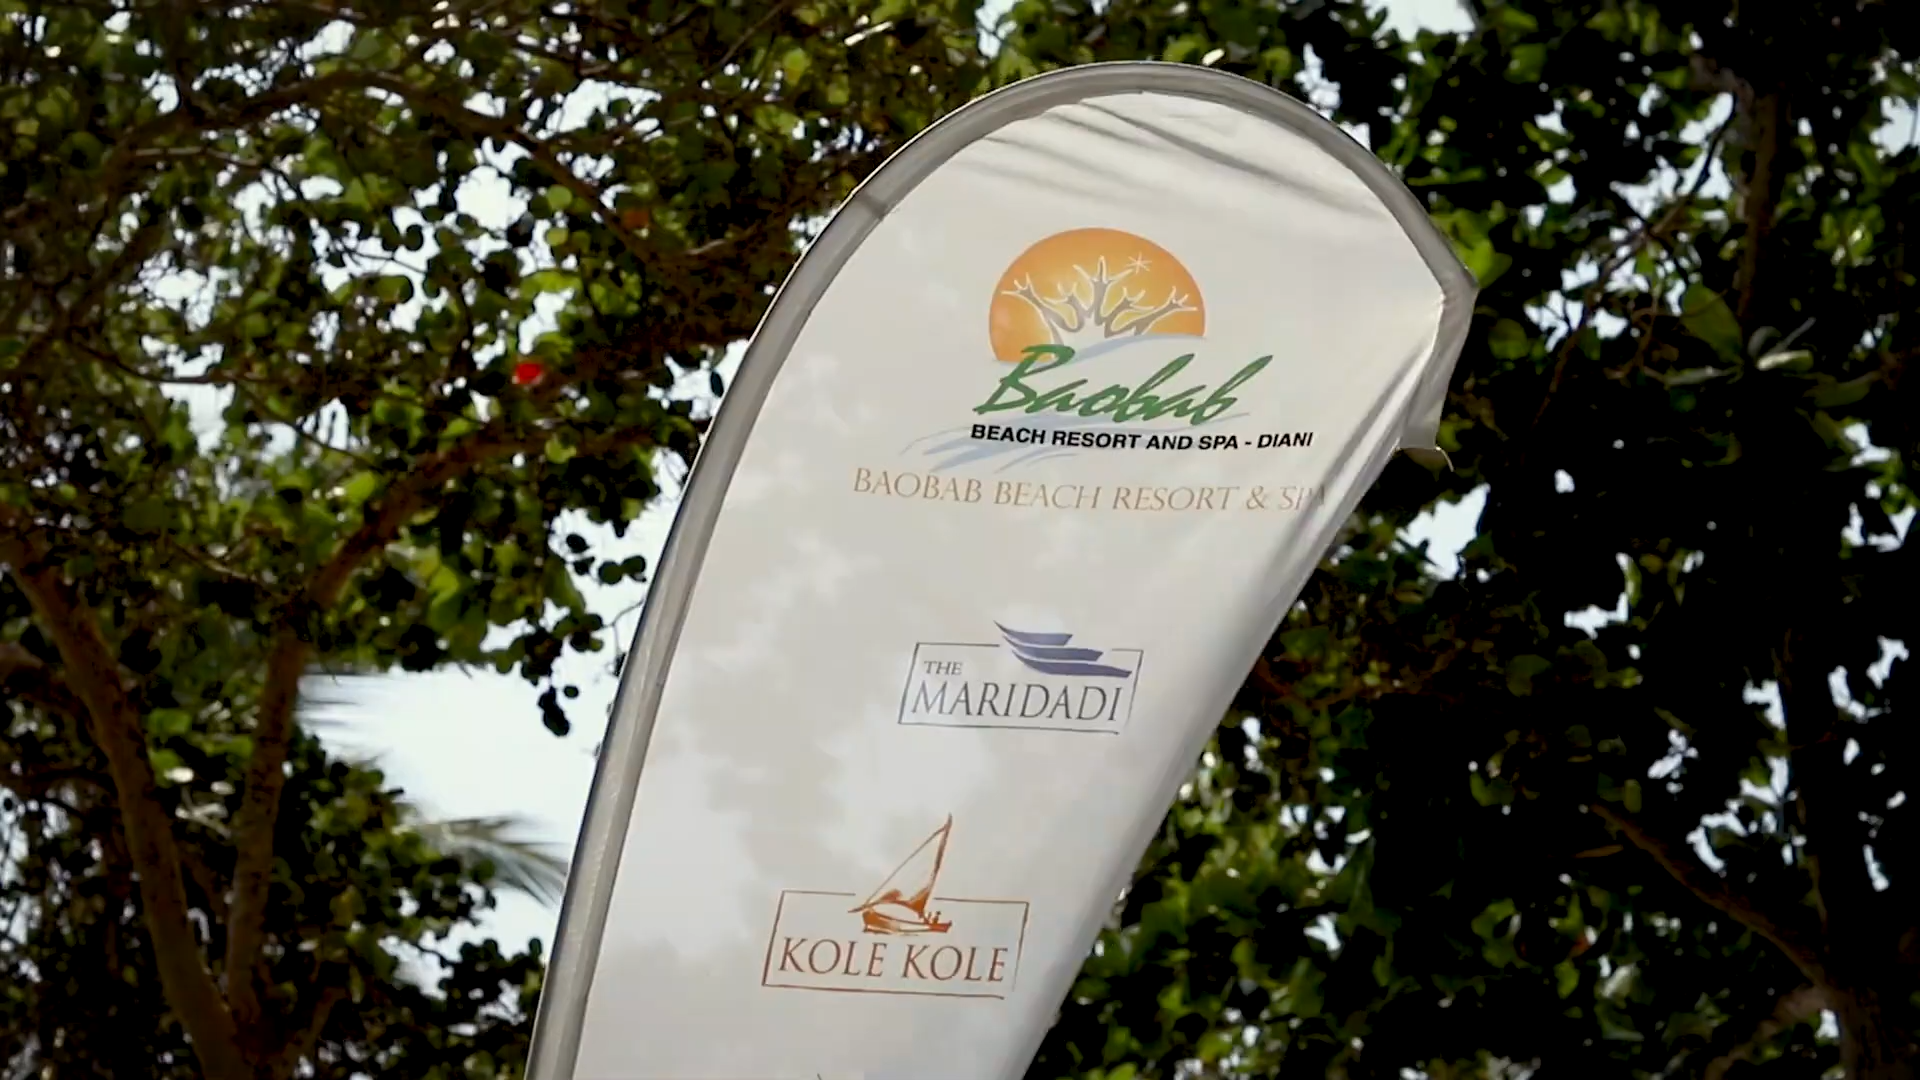 Baobab
BEACH RESORT AND SPA - DIANI
BAOBAB BEACH RESORT & SPA
THE
MARIDADI
KOLE KOLE